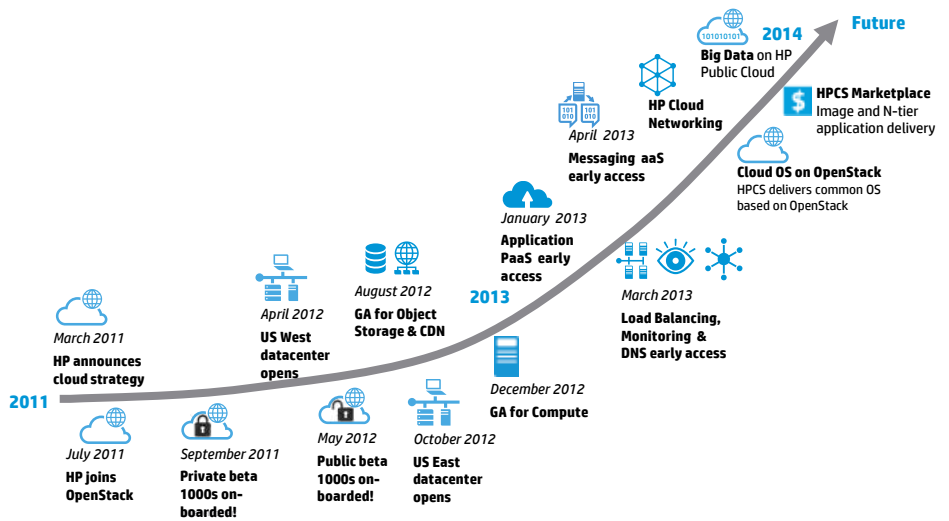 2011
March 2011
HP announces
cloud strategy
July 2011
HP joins
OpenStack
September 2011
Private beta
1000s on-
boarded!
April 2012
US West
datacenter
opens
May 2012
Public beta
1000s on-
boarded!
August 2012
GA for Object
Storage & CDN
October 2012
US East
datacenter
opens
December 2012
GA for Compute
2013
January 2013
Application
PaaS early
access
March 2013
Load Balancing,
Monitoring &
DNS early access
101
010
101
010
April 2013
Messaging aaS
early access
HP Cloud
Networking
101010101
Big Data on HP
Public Cloud
2014
Cloud OS on OpenStack
HPCS delivers common OS
based on OpenStack
$
HPCS Marketplace
Image and N-tier
application delivery
Future